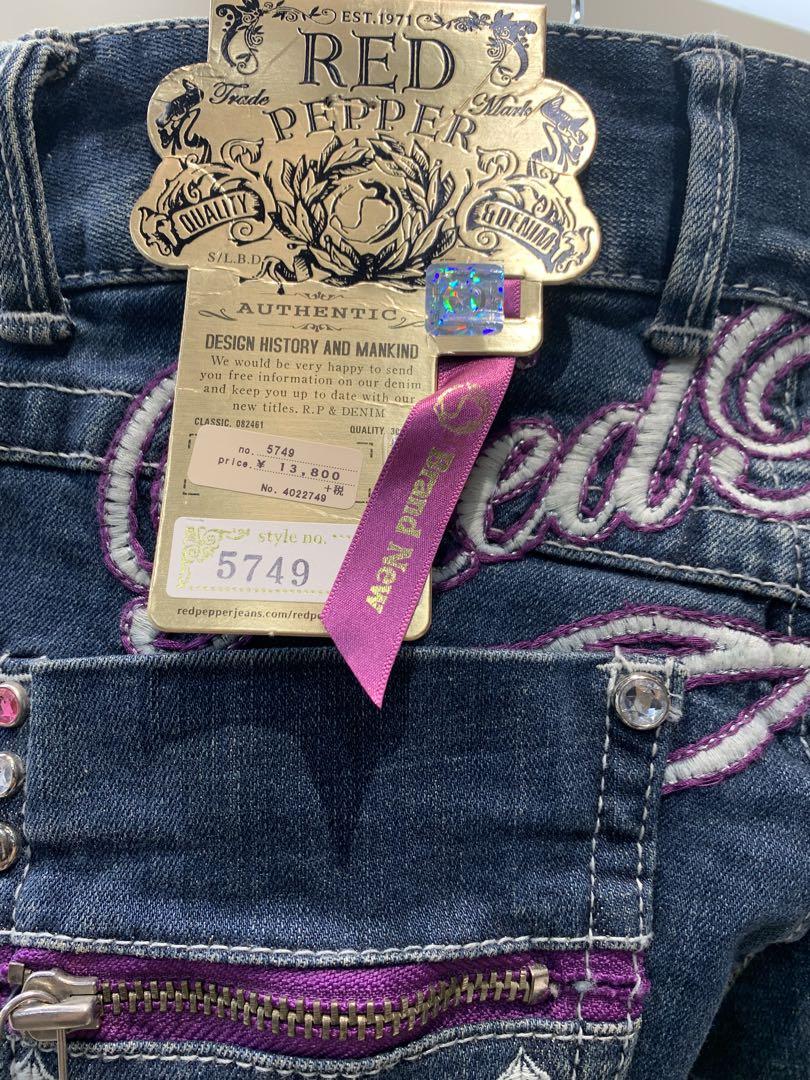 EST.1971
RED
Trade Mark
PEPPER
QUALITY
& DENIM
S/L.B.D
AUTHENTIC
DESIGN HISTORY AND MANKIND
We would be very happy to send
you free information on our denim
and keep you up to date with our
new titles. R.P & DENIM
CLASSIC. 082461
QUALITY
no. 5749
price. ¥ 13,800
+税
No. 4022749
style no.
5749
redpepperjeans.com/redp
Brand New
ed